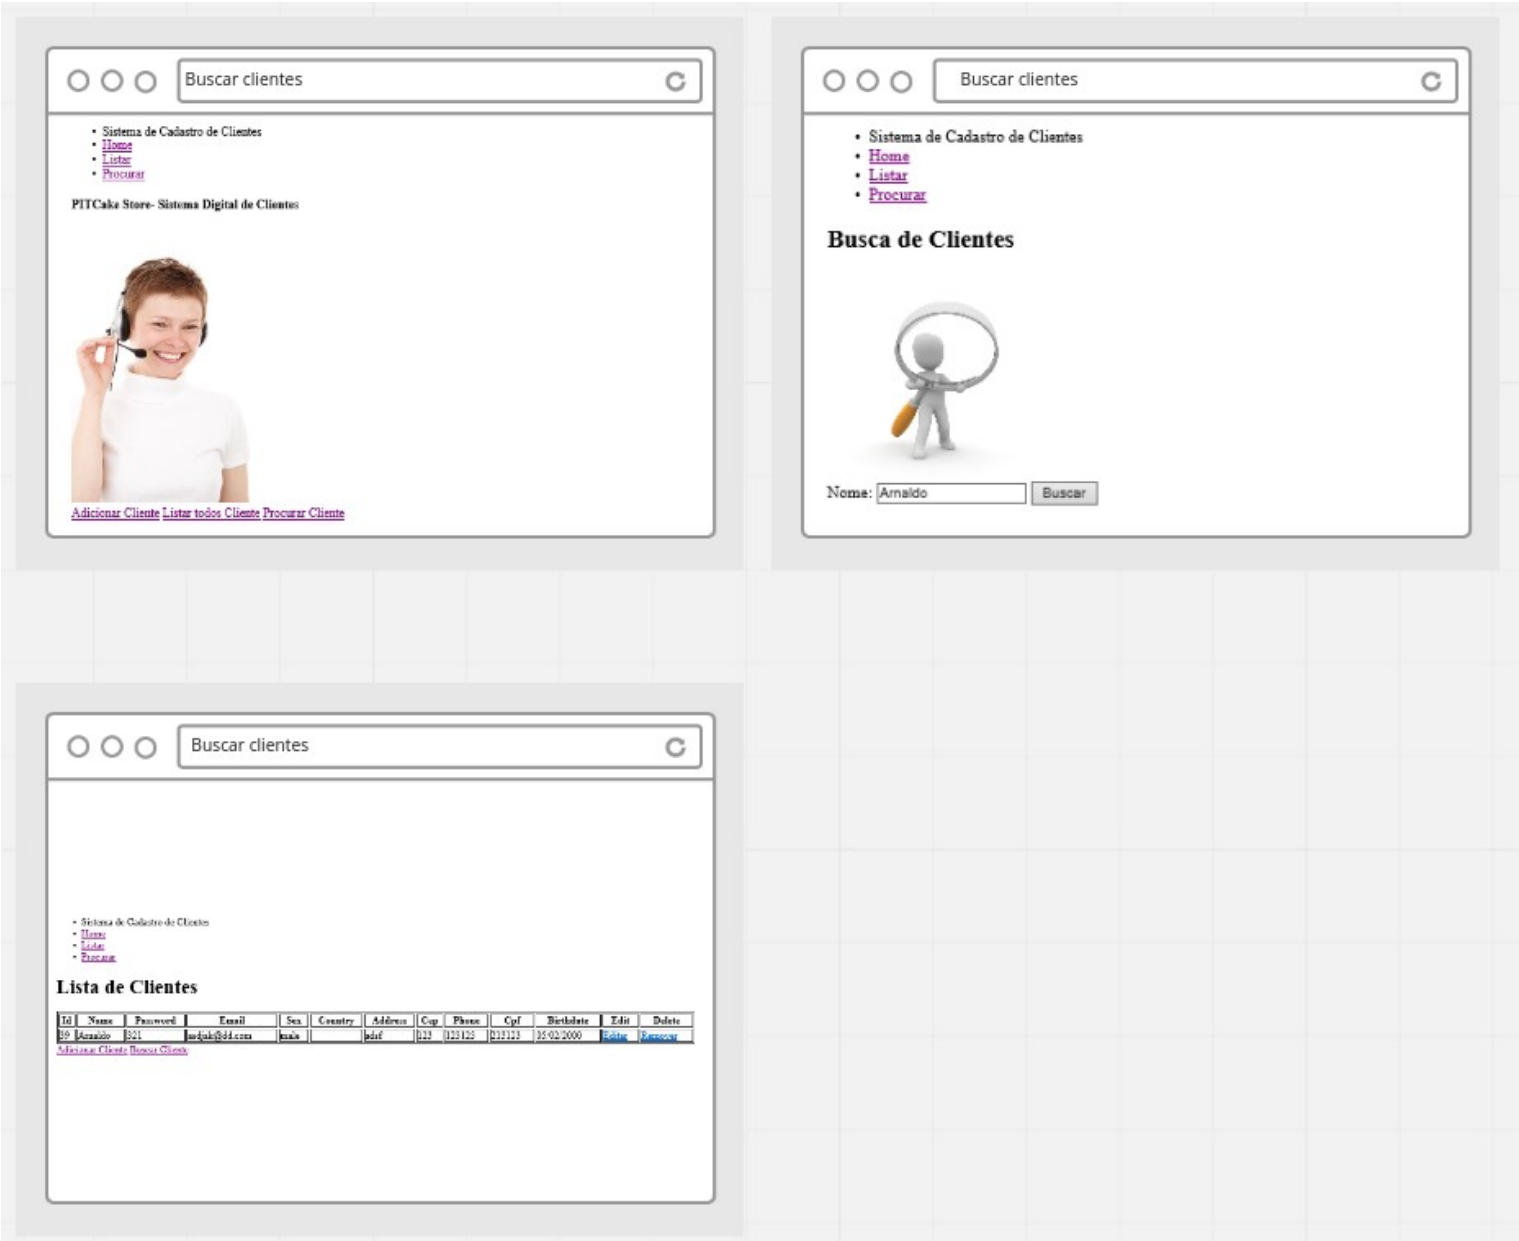 Buscar clientes
• Sistema de Cadastro de Clientes
• Home
• Listar
• Procurar
PITCake Store- Sistema Digital de Clientes
Adicionar Cliente Listar todos Cliente Procurar Cliente
Buscar clientes
• Sistema de Cadastro de Clientes
• Home
• Listar
• Procurar
Busca de Clientes
Nome: Arnaldo Buscar
Buscar clientes
• Sistema de Cadastro de Clientes
• Home
• Listar
• Procurar
Lista de Clientes
Id Name Password Email Sex Country Address Cep Phone Cpf Birthdate Edit Delete
39 Arnaldo 321 male 123 05/02/2000 Editar Remover
Adicionar Cliente Buscar Cliente